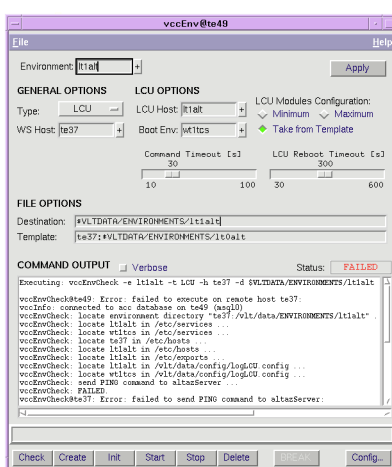 vccEnv@te49
File Help
Environment: lt1alt + Apply
GENERAL OPTIONS LCU OPTIONS
LCU Modules Configuration:
Type: LCU LCU Host: lt1alt +
Minimum Maximum
WS Host: te37 + Boot Env: wt1tcs + Take from Template
Command Timeout [s] LCU Reboot Timeout [s]
30 300
10 100 30 600
FILE OPTIONS
Destination: $VLTDATA/ENVIRONMENTS/lt1alt
Template: te37:$VLTDATA/ENVIRONMENTS/lt0alt
COMMAND OUTPUT Verbose Status: FAILED
Executing: vccEnvCheck -e lt1alt -t LCU -h te37 -d $VLTDATA/ENVIRONMENTS/lt1alt
vccEnvCheck@te49: Error: failed to execute on remote host te37:
vccInfo: connected to acc database on te49 (msql0)
vccEnvCheck: locate environment directory "te37:/vlt/data/ENVIRONMENTS/lt1alt" .
vccEnvCheck: locate lt1alt in /etc/services ...
vccEnvCheck: locate wt1tcs in /etc/services ...
vccEnvCheck: locate te37 in /etc/hosts ...
vccEnvCheck: locate lt1alt in /etc/hosts ...
vccEnvCheck: locate lt1alt in /etc/exports ...
vccEnvCheck: locate lt1alt in /vlt/data/config/logLCU.config ...
vccEnvCheck: locate wt1tcs in /vlt/data/config/logLCU.config ...
vccEnvCheck: send PING command to altazServer ...
vccEnvCheck: FAILED.
vccEnvCheck@te37: Error: failed to send PING command to altazServer:
Check Create Init Start Stop Delete BREAK Config...